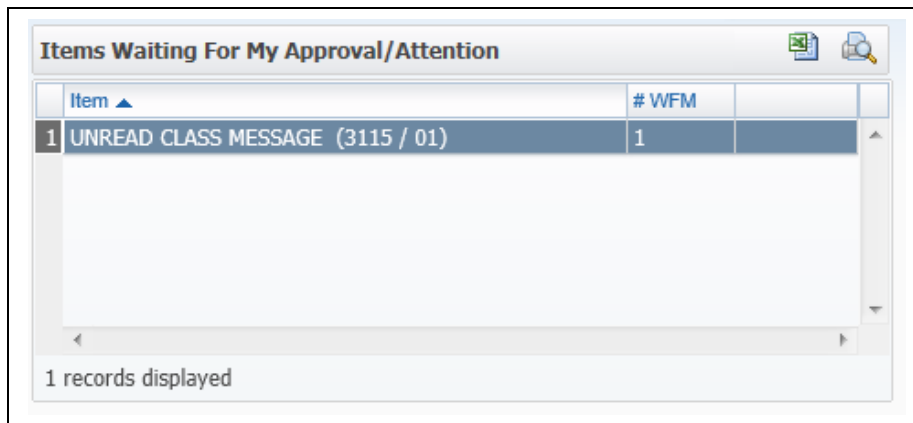 Items Waiting For My Approval/Attention
Item # WFM
1 UNREAD CLASS MESSAGE (3115 / 01) 1
1 records displayed